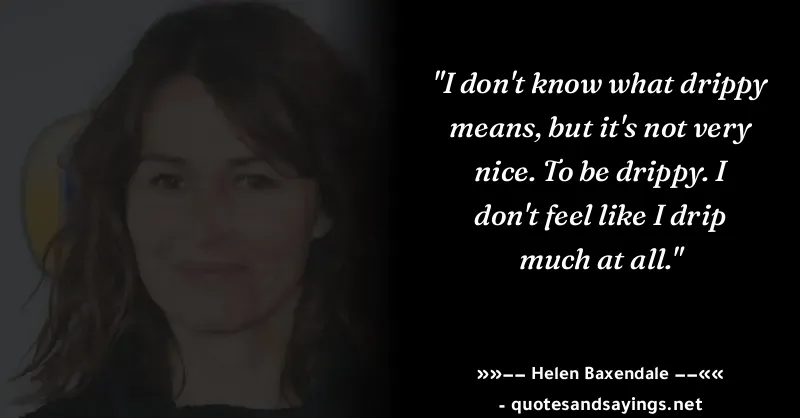 "I don't know what drippy
means, but it's not very
nice. To be drippy. I
don't feel like I drip
much at all."
»»–– Helen Baxendale ––««
- quotesandsayings.net